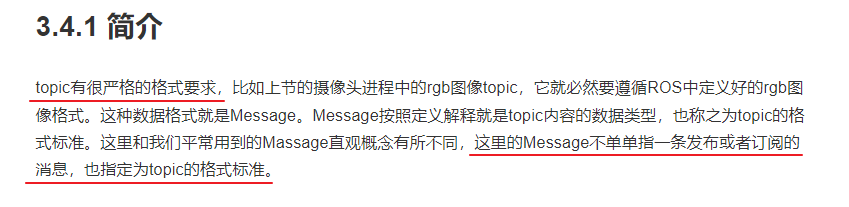 3.4.1 简介
topic有很严格的格式要求，比如上节的摄像头进程中的rgb图像topic，它就必然要遵循ROS中定义好的rgb图
像格式。这种数据格式就是Message。Message按照定义解释就是topic内容的数据类型，也称之为topic的格
式标准。这里和我们平常用到的Massage直观概念有所不同，这里的Message不单单指一条发布或者订阅的
消息，也指定为topic的格式标准。